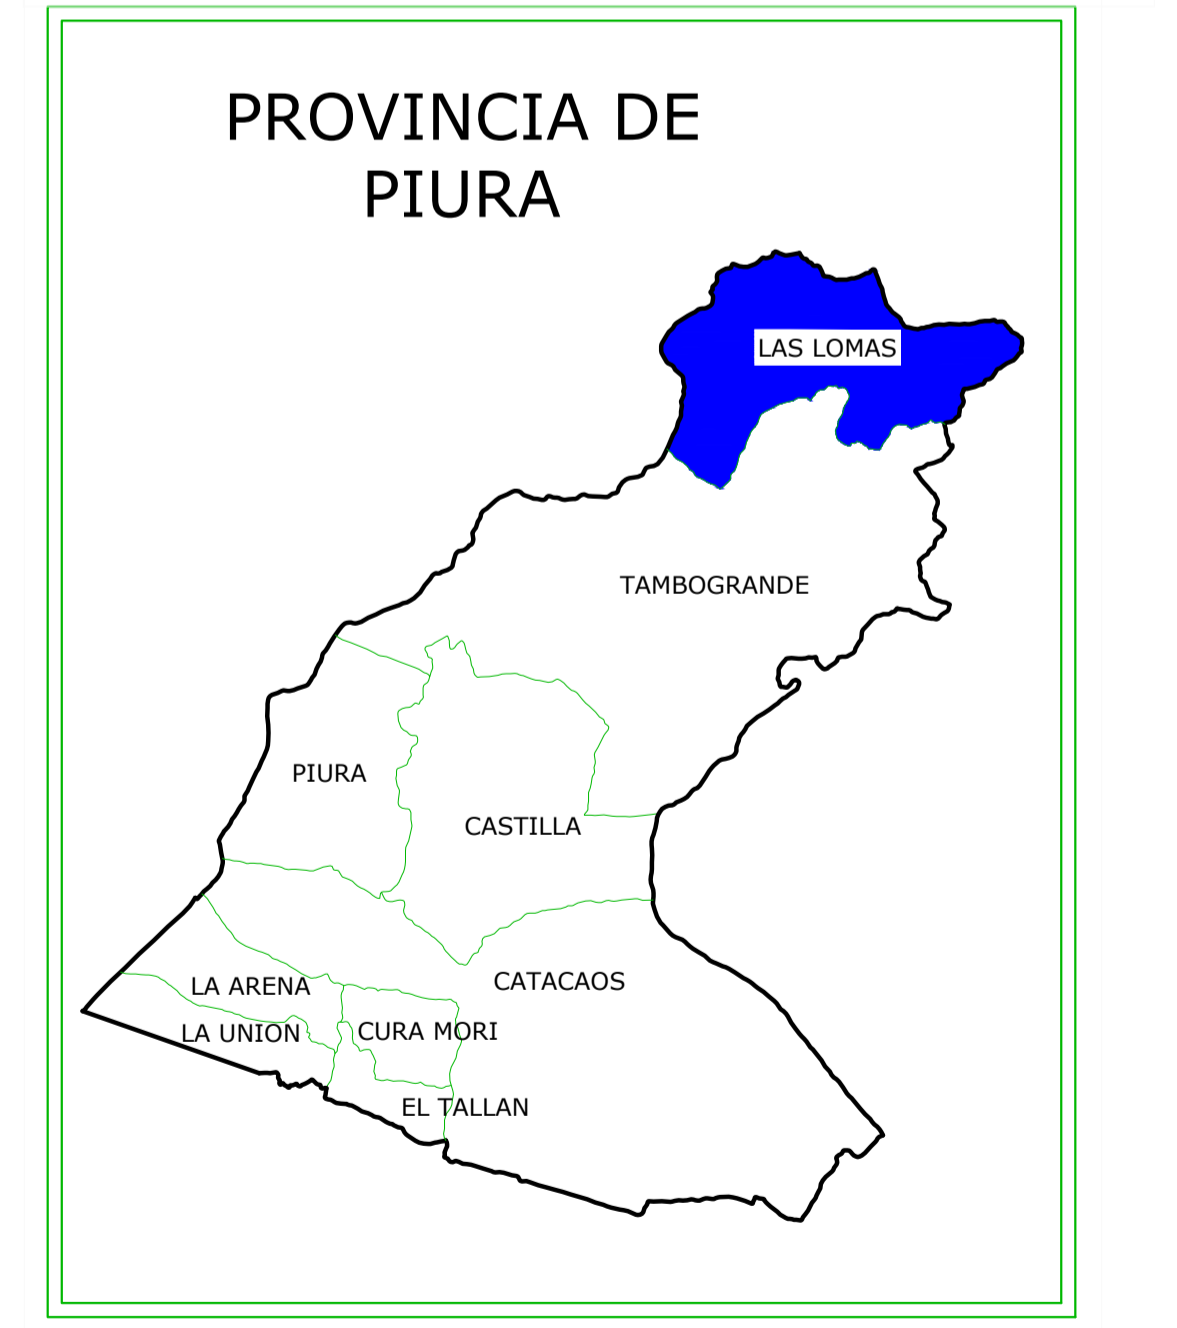 PROVINCIA DE
PIURA
LAS LOMAS
TAMBOGRANDE
PIURA
CASTILLA
CATACAOS
LA ARENA
LA UNION
CURA MORI
EL TALLAN